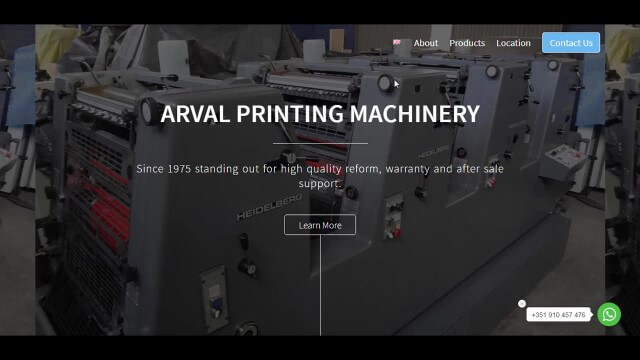 About Products Location Contact Us
ARVAL PRINTING MACHINERY
Since 1975 standing out for high quality reform, warranty and after sale
support.
HEIDELBERG
HEIDELBERG
Learn More
+351 910 457 476